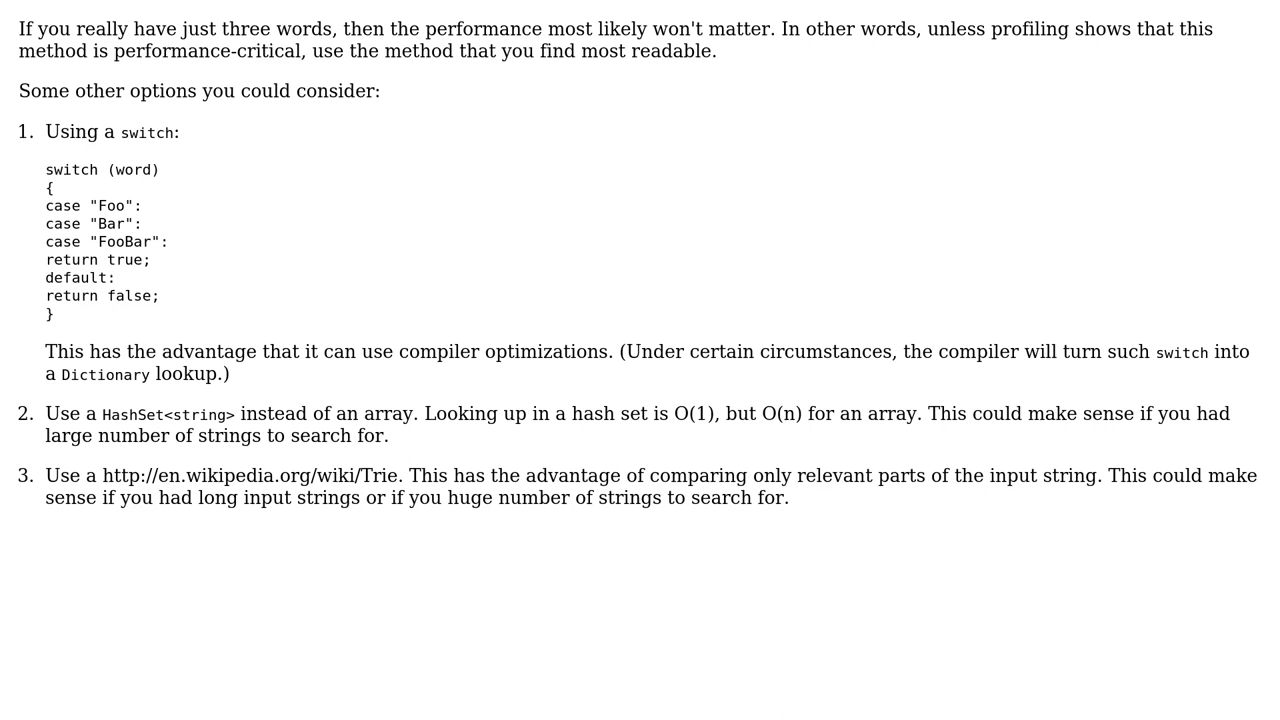 If you really have just three words, then the performance most likely won't matter. In other words, unless profiling shows that this
method is performance-critical, use the method that you find most readable.
Some other options you could consider:
1. Using a switch:
switch (word)
{
case "Foo":
case "Bar":
case "FooBar":
return true;
default:
return false;
}
This has the advantage that it can use compiler optimizations. (Under certain circumstances, the compiler will turn such switch into
a Dictionary lookup.)
2. Use a HashSet<string> instead of an array. Looking up in a hash set is O(1), but O(n) for an array. This could make sense if you had
large number of strings to search for.
3. Use a http://en.wikipedia.org/wiki/Trie. This has the advantage of comparing only relevant parts of the input string. This could make
sense if you had long input strings or if you huge number of strings to search for.